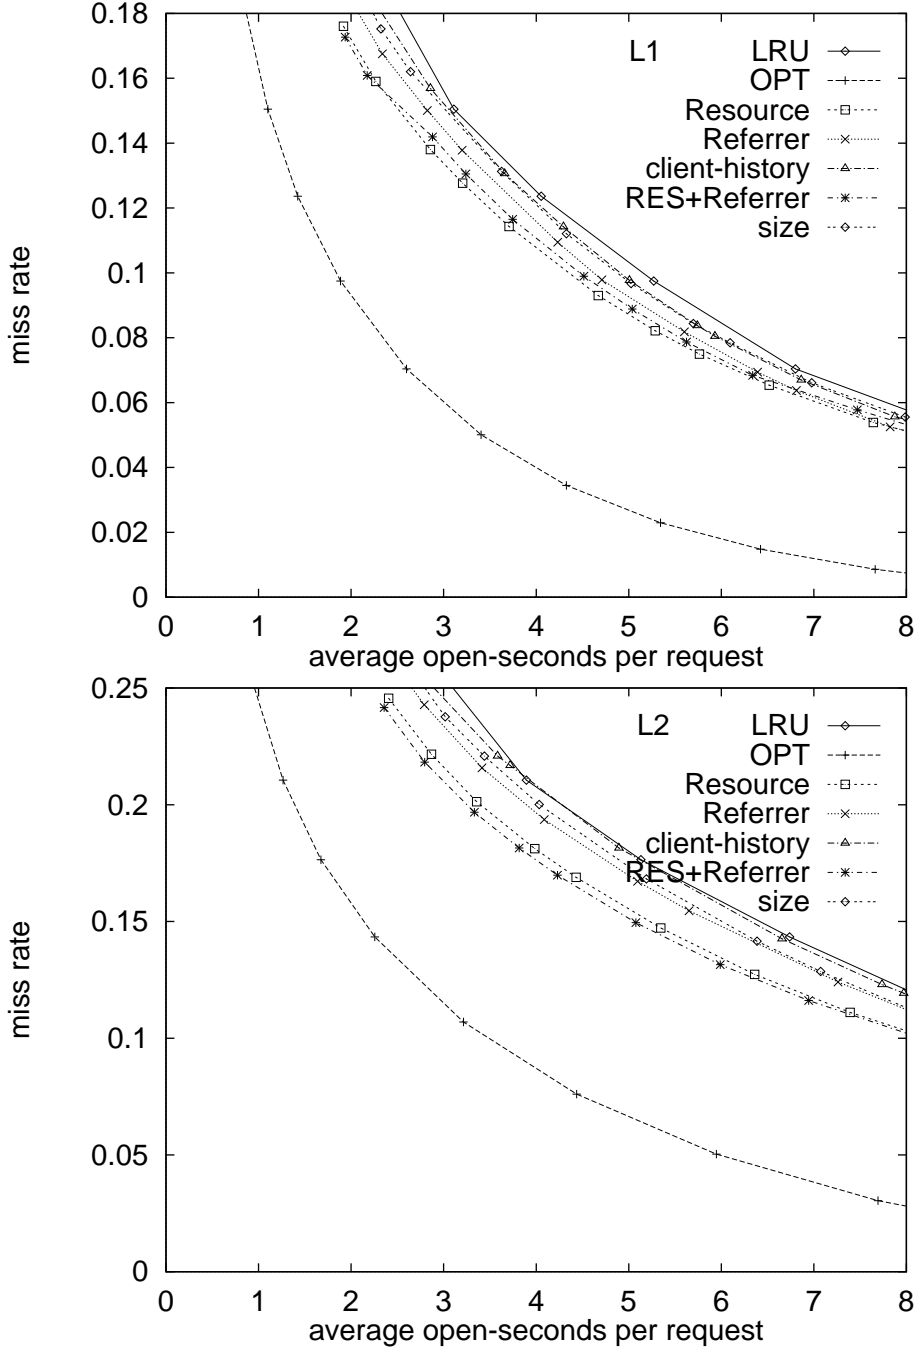 0.18
L1 LRU
OPT
0.16
Resource
0.14
Referrer
client-history
0.12
RES+Referrer
size
0.1
miss rate
0.08
0.06
0.04
0.02
0
0 1 2 3 4 5 6 7 8
average open-seconds per request
0.25
L2 LRU
OPT
Resource
0.2
Referrer
client-history
RES+Referrer
0.15
size
miss rate
0.1
0.05
0
0 1 2 3 4 5 6 7 8
average open-seconds per request